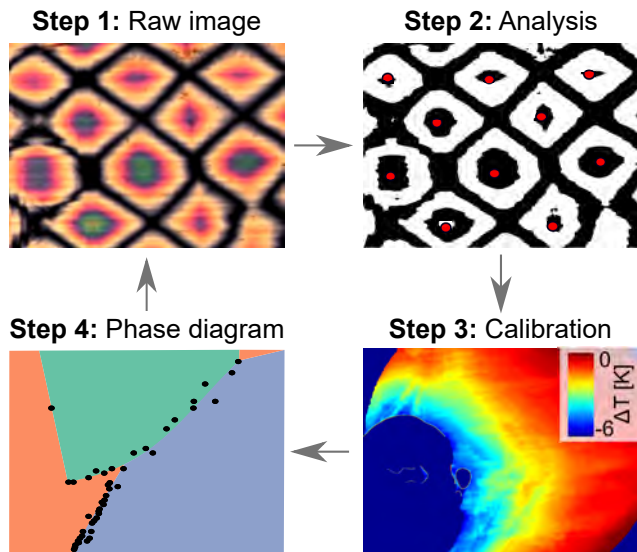 Step 1: Raw image
Step 2: Analysis
Step 4: Phase diagram
Step 3: Calibration
0
ΔT [K]
-6